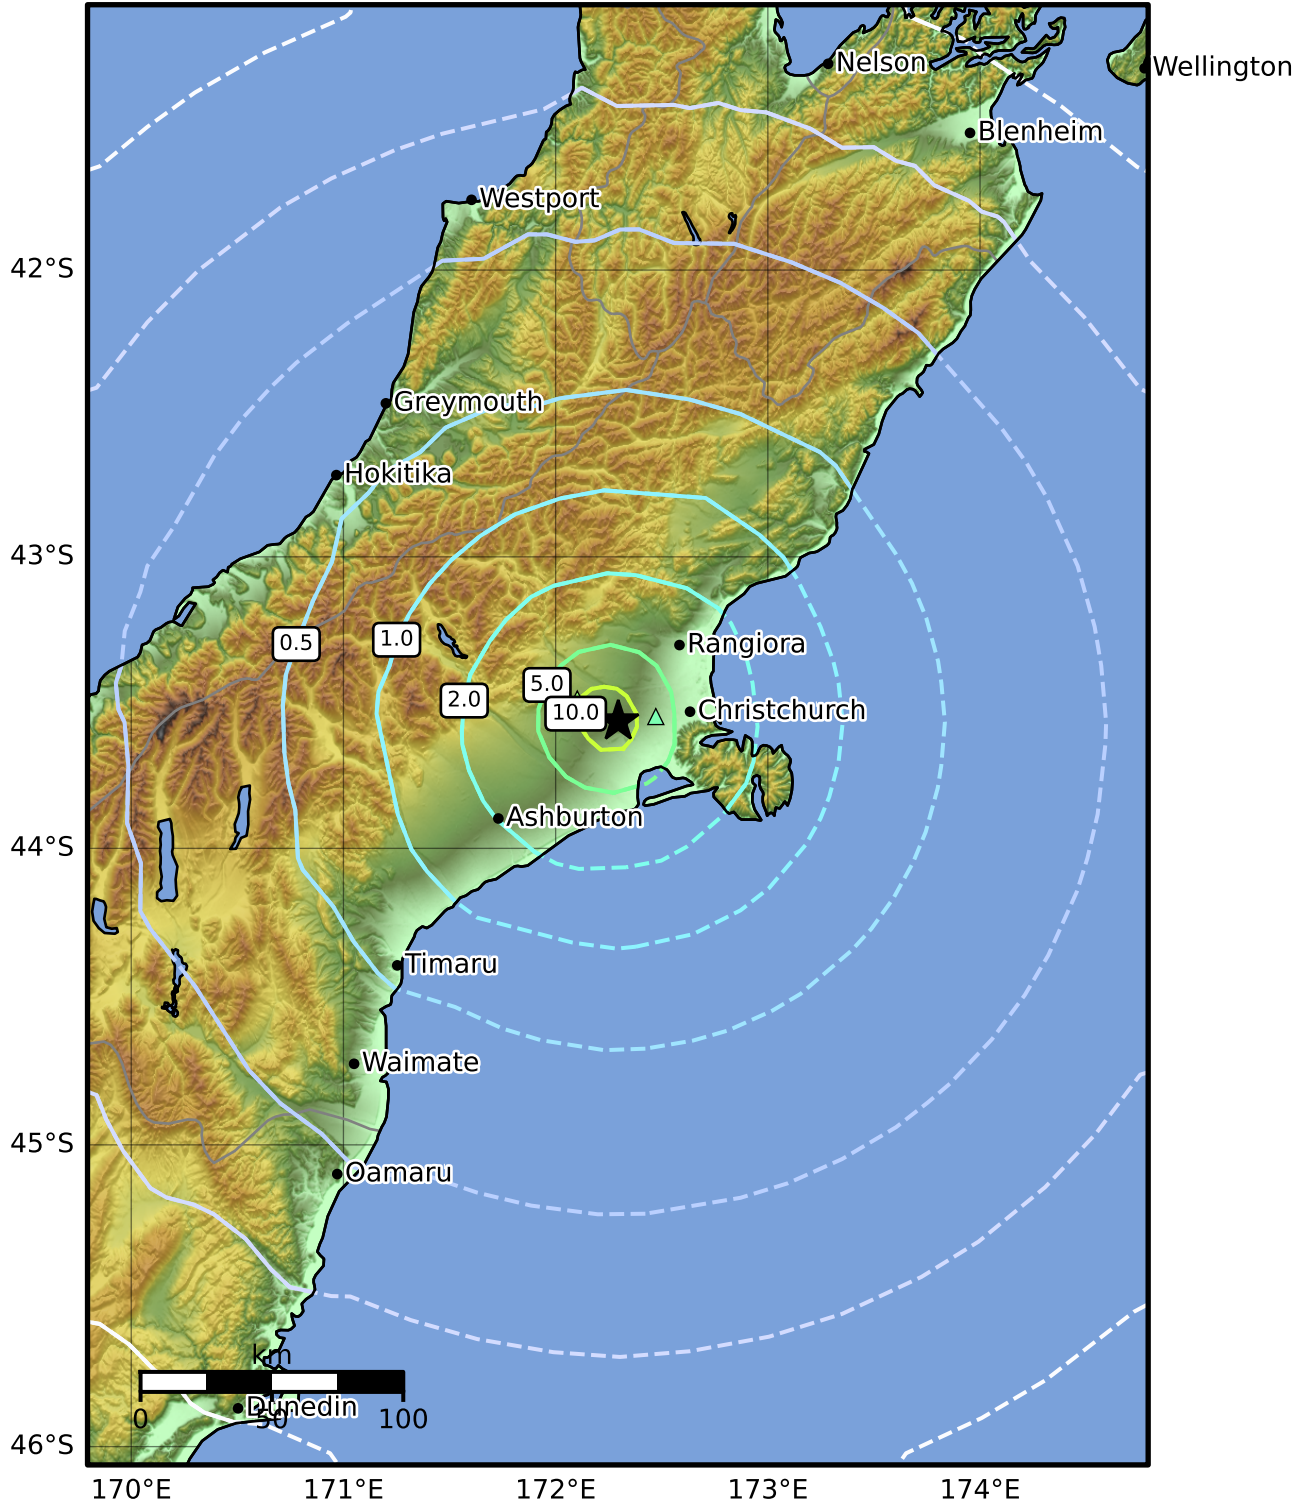 Nelson
Wellington
Blenheim
Westport
42°S
Greymouth
Hokitika
43°S
0.5
1.0
Rangiora
2.0
5.0
10.0
Christchurch
Ashburton
44°S
Timaru
Waimate
45°S
Oamaru
km
Dunedin
0
50
100
46°S
170°E
171°E
172°E
173°E
174°E